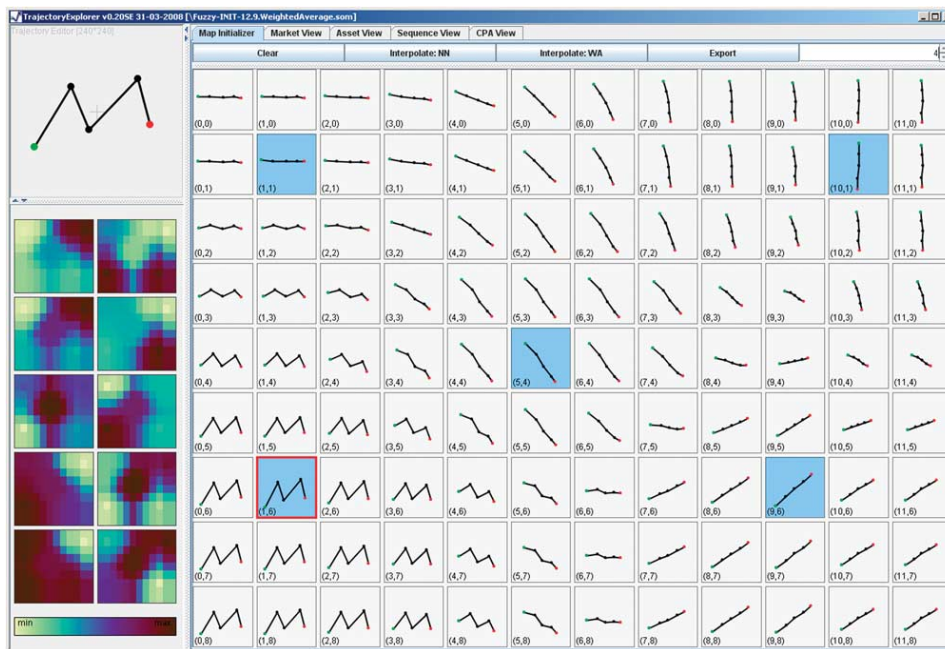 TrajectoryExplorer v0.20SE 31-03-2008 [\Fuzzy-INIT-12.9.WeightedAverage.som]
Trajectory Editor [240*240]
Map Initializer Market View Asset View Sequence View CPA View
Clear Interpolate: NN Interpolate: WA Export 4
(0,0) (1,0) (2,0) (3,0) (4,0) (5,0) (6,0) (7,0) (8,0) (9,0) (10,0) (11,0)
(0,1) (1,1) (2,1) (3,1) (4,1) (5,1) (6,1) (7,1) (8,1) (9,1) (10,1) (11,1)
(0,2) (1,2) (2,2) (3,2) (4,2) (5,2) (6,2) (7,2) (8,2) (9,2) (10,2) (11,2)
(0,3) (1,3) (2,3) (3,3) (4,3) (5,3) (6,3) (7,3) (8,3) (9,3) (10,3) (11,3)
(0,4) (1,4) (2,4) (3,4) (4,4) (5,4) (6,4) (7,4) (8,4) (9,4) (10,4) (11,4)
(0,5) (1,5) (2,5) (3,5) (4,5) (5,5) (6,5) (7,5) (8,5) (9,5) (10,5) (11,5)
(0,6) (1,6) (2,6) (3,6) (4,6) (5,6) (6,6) (7,6) (8,6) (9,6) (10,6) (11,6)
(0,7) (1,7) (2,7) (3,7) (4,7) (5,7) (6,7) (7,7) (8,7) (9,7) (10,7) (11,7)
(0,8) (1,8) (2,8) (3,8) (4,8) (5,8) (6,8) (7,8) (8,8) (9,8) (10,8) (11,8)
min max